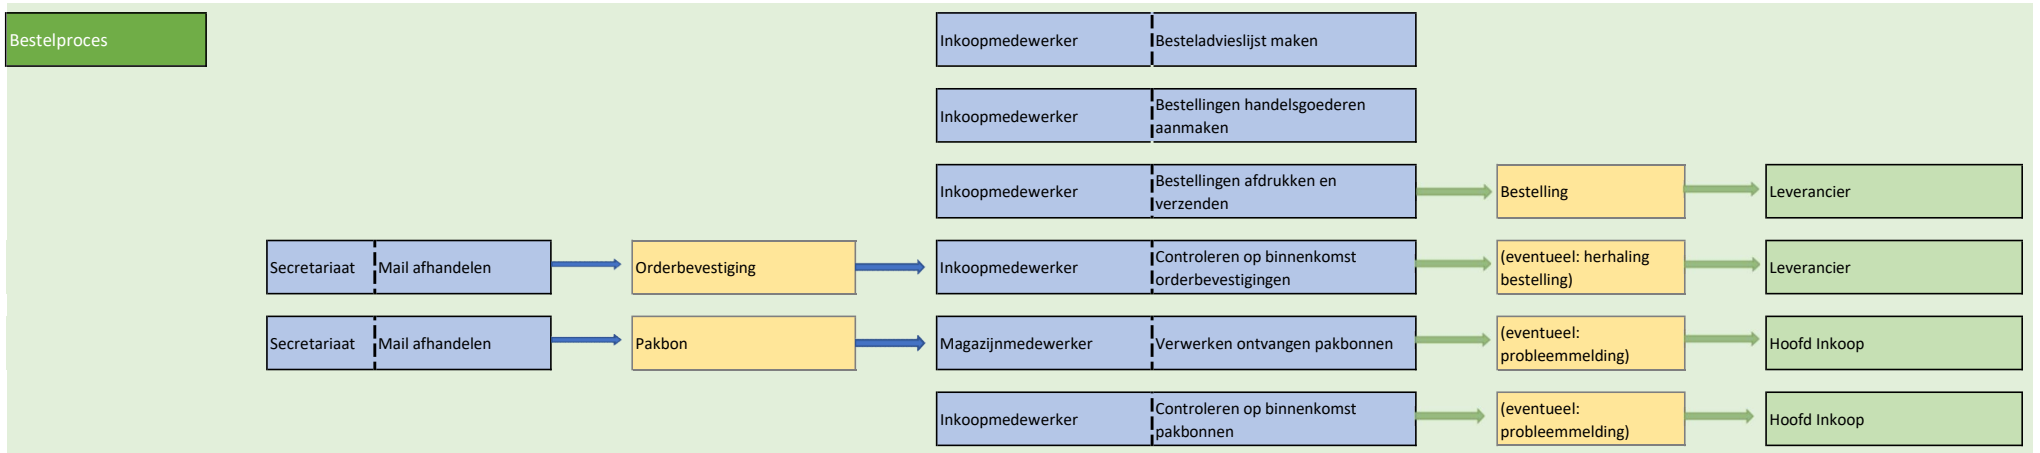 Bestelproces
Inkoopmedewerker
Besteladvieslijst maken
Inkoopmedewerker
Bestellingen handelsgoederen
aanmaken
Inkoopmedewerker
Bestellingen afdrukken en
verzenden
Bestelling
Leverancier
Secretariaat
Mail afhandelen
Orderbevestiging
Inkoopmedewerker
Controleren op binnenkomst
orderbevestigingen
(eventueel: herhaling
bestelling)
Leverancier
Secretariaat
Mail afhandelen
Pakbon
Magazijnmedewerker
Verwerken ontvangen pakbonnen
(eventueel:
probleemmelding)
Hoofd Inkoop
Inkoopmedewerker
Controleren op binnenkomst
pakbonnen
(eventueel:
probleemmelding)
Hoofd Inkoop